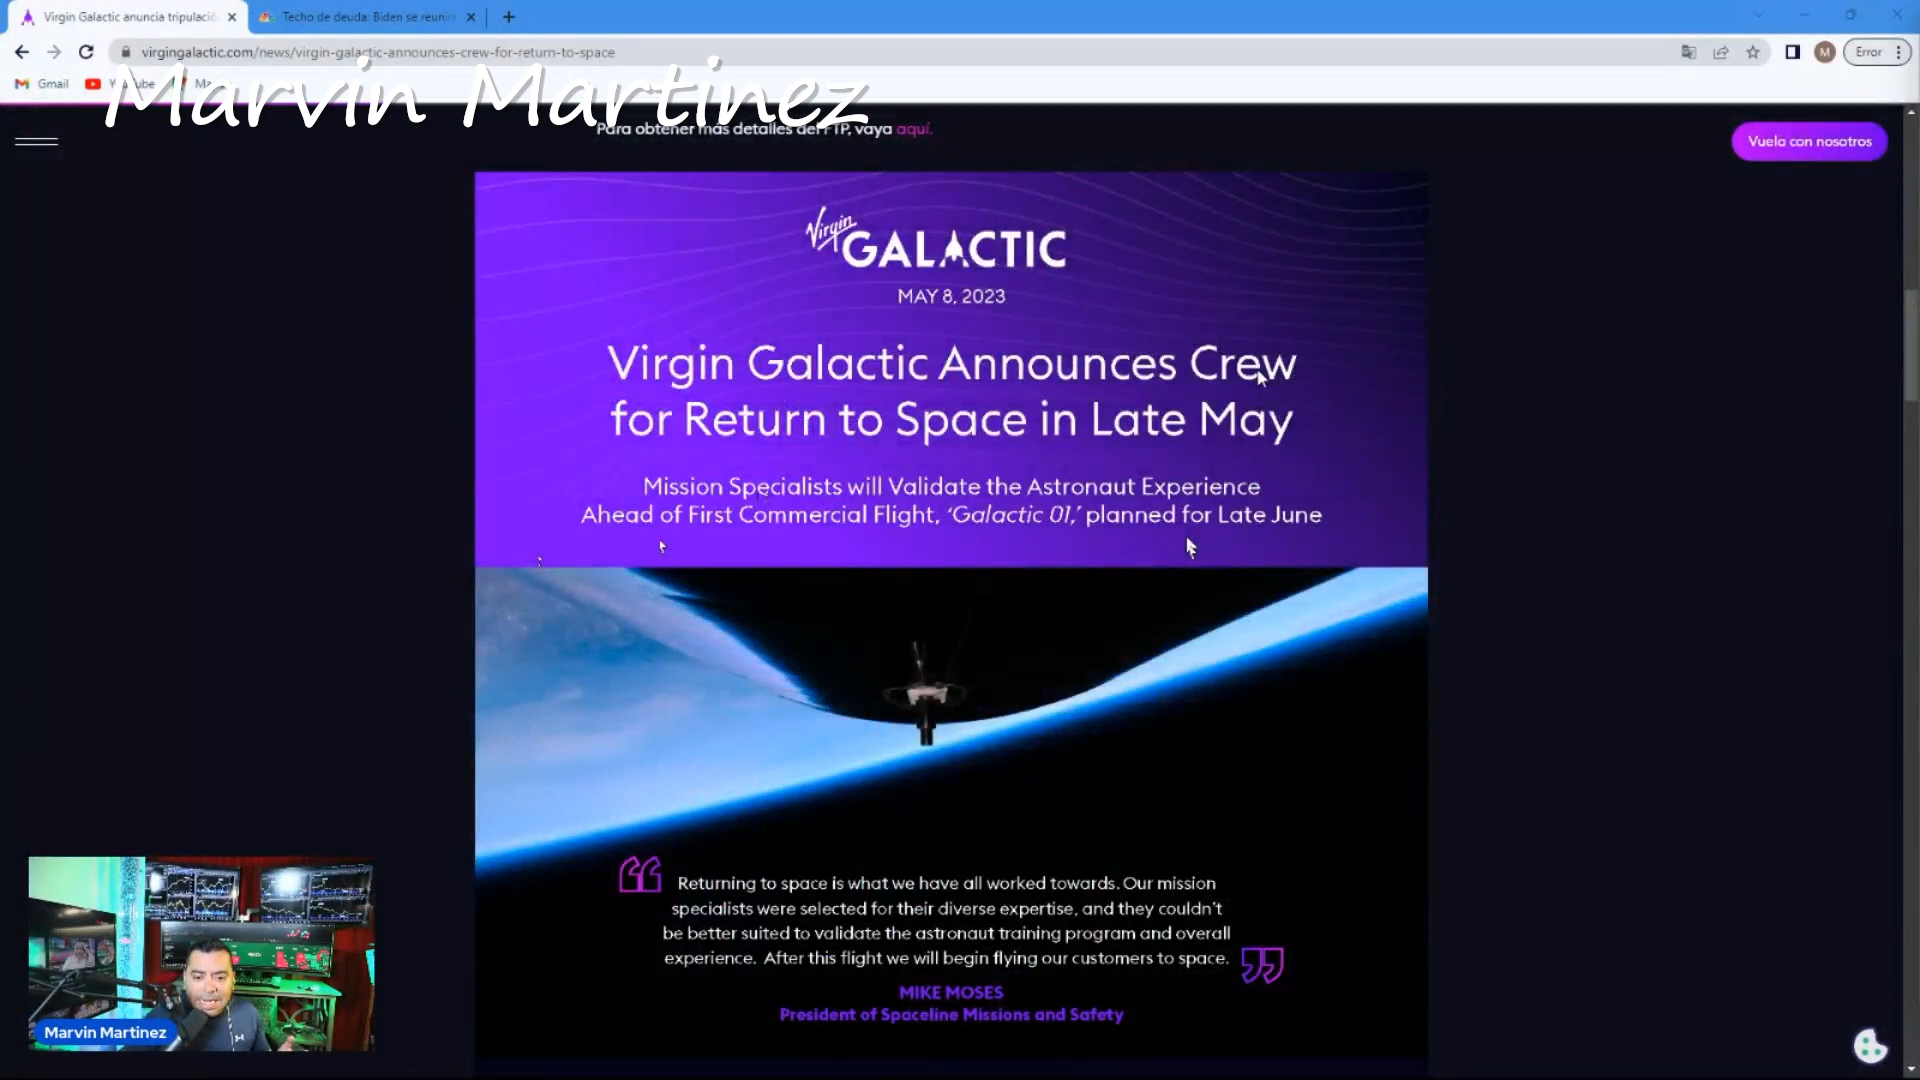 Virgin Galactic anuncia tripulació
Techo de deuda: Biden se reunir
virgingalactic.com/news/virgin-galactic-announces-crew-for-return-to-space
Error
M
Gmail
YouTube
Marvin Martinez
Para obtener más detalles del FTP, vaya aquí.
Vuela con nosotros
Virgin GALACTIC
MAY 8, 2023
Virgin Galactic Announces Crew
for Return to Space in Late May
Mission Specialists will Validate the Astronaut Experience
Ahead of First Commercial Flight, ‘Galactic 01,’ planned for Late June
Returning to space is what we have all worked towards. Our mission
specialists were selected for their diverse expertise, and they couldn't
be better suited to validate the astronaut training program and overall
experience. After this flight we will begin flying our customers to space.
MIKE MOSES
President of Spaceline Missions and Safety
Marvin Martinez